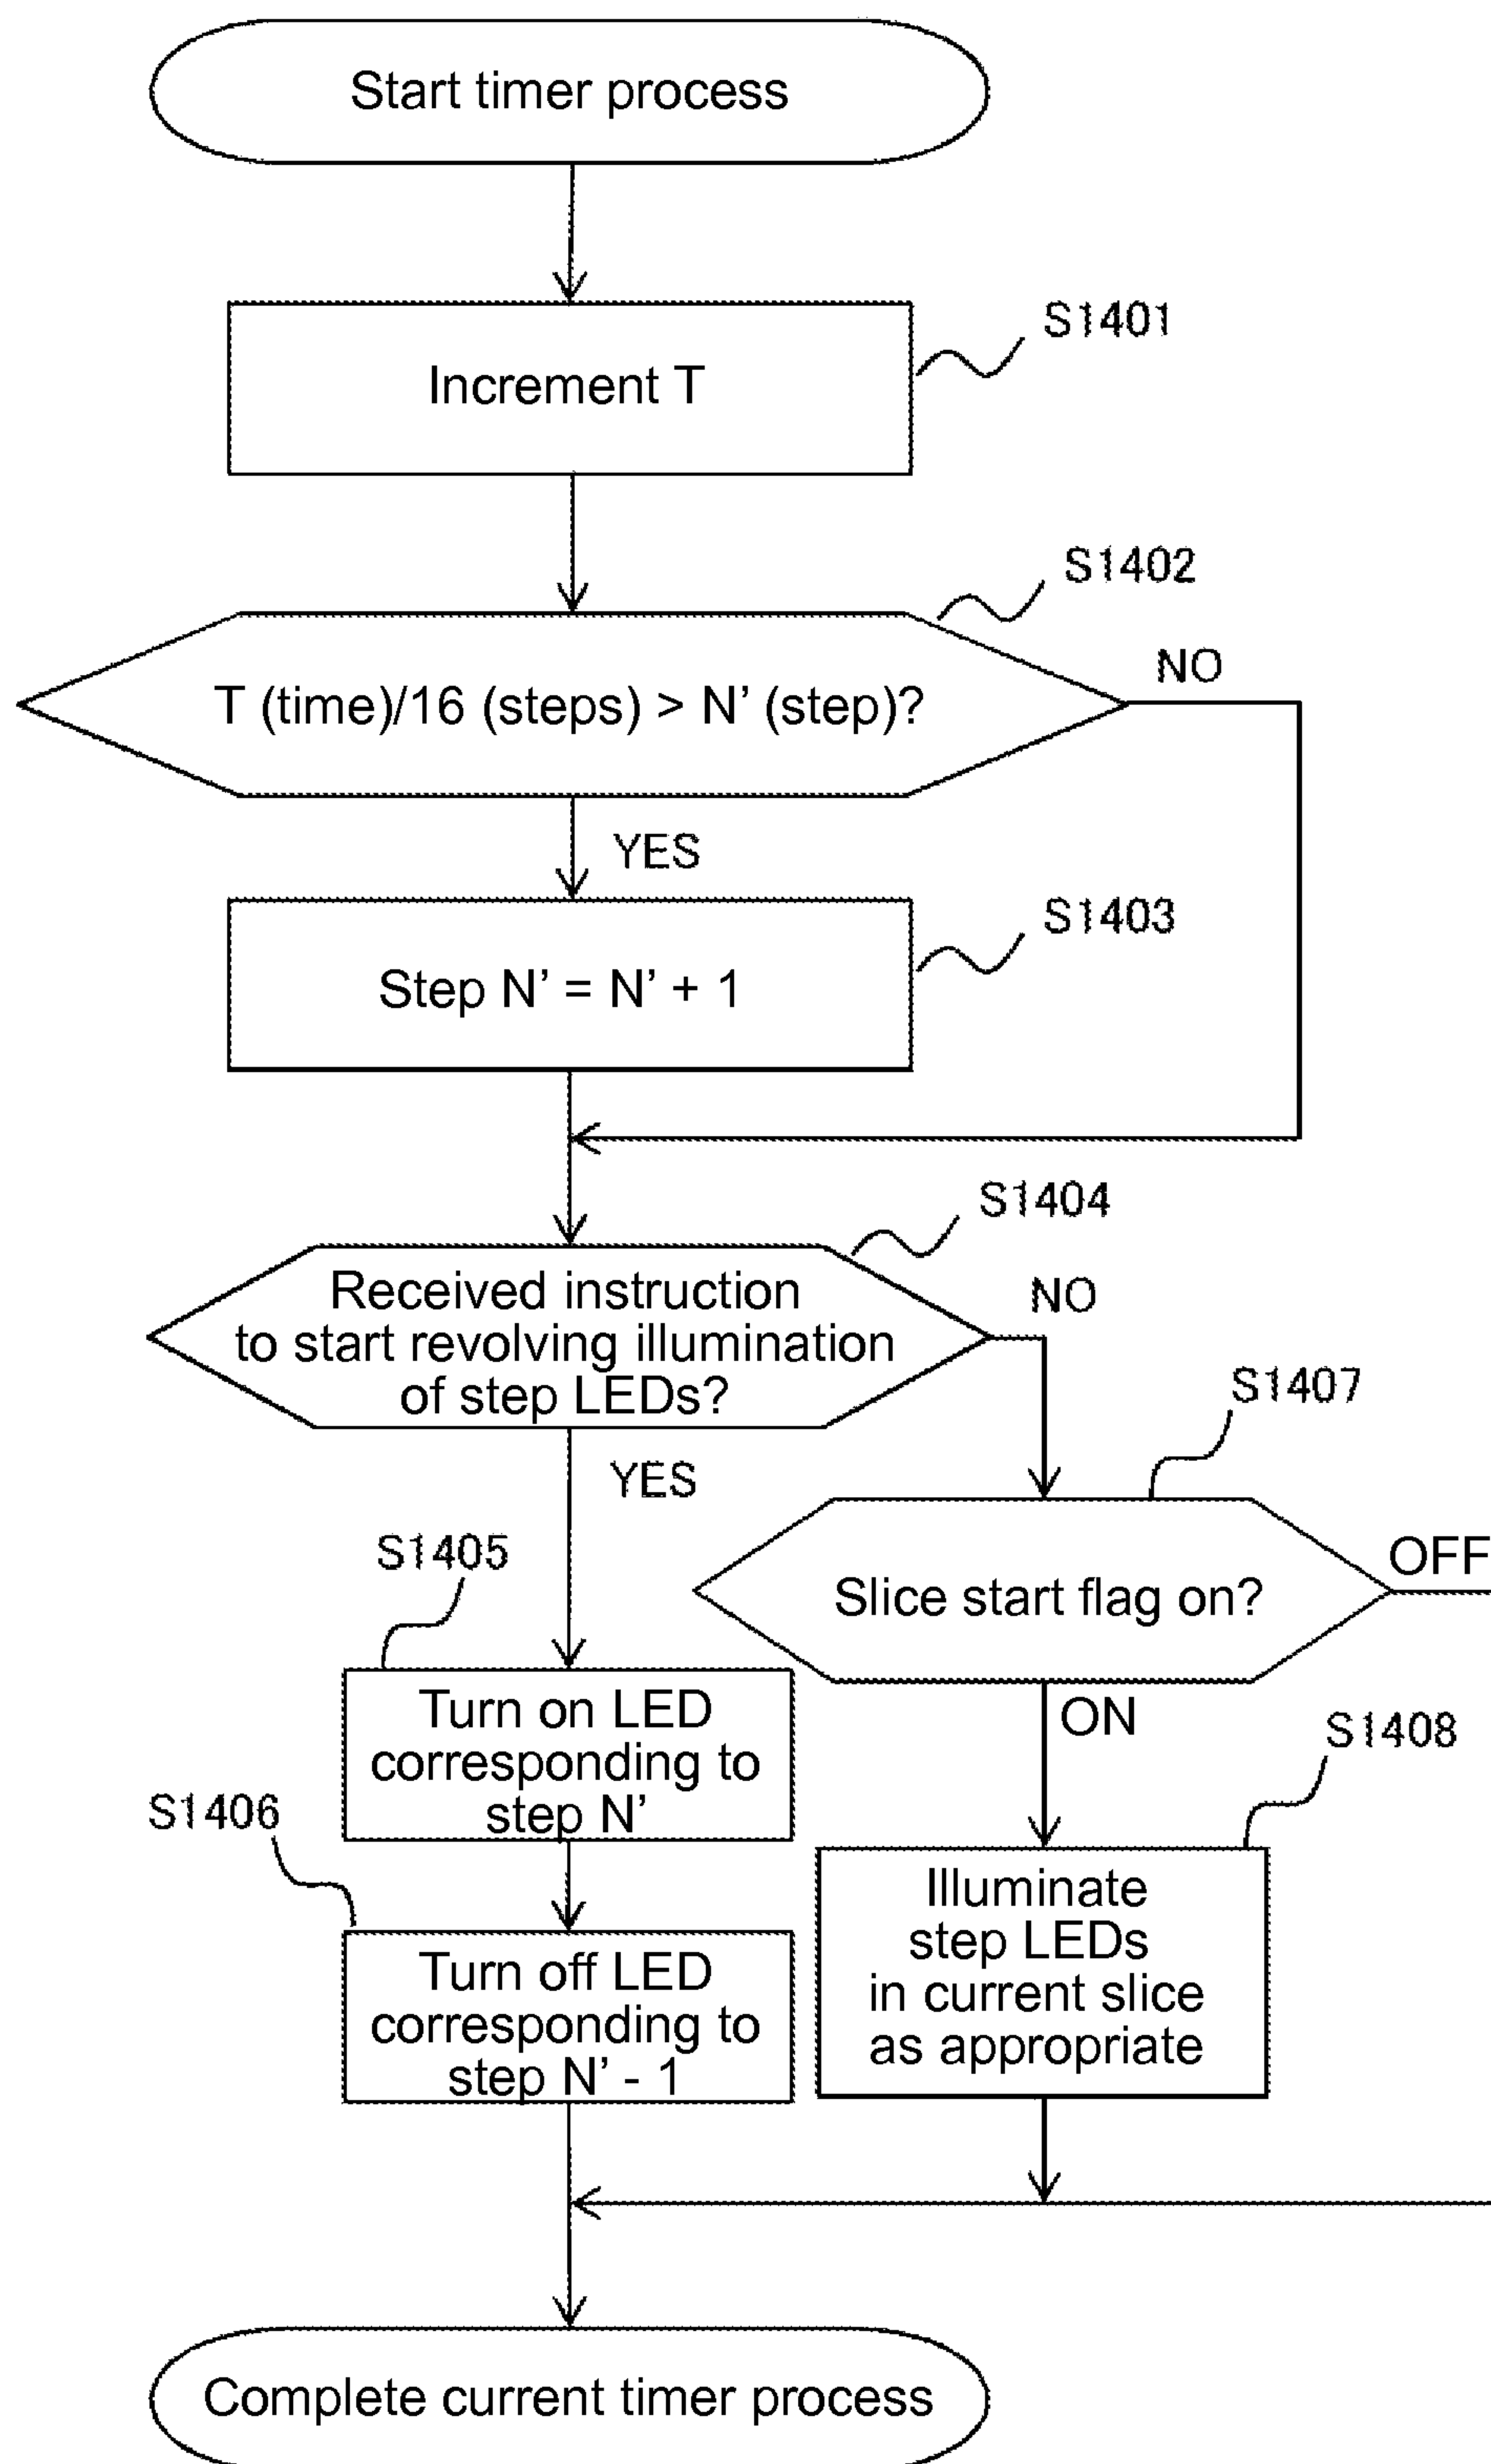 Start timer process
S1401
Increment T
S1402
T (time)/16 (steps) > N’ (step)?
NO
YES
S1403
Step N’ = N’ + 1
S1404
Received instruction
to start revolving illumination
of step LEDs?
NO
YES
S1407
Slice start flag on?
OFF
ON
S1405
Turn on LED
corresponding to
step N’
S1406
Turn off LED
corresponding to
step N’ - 1
S1408
Illuminate
step LEDs
in current slice
as appropriate
Complete current timer process